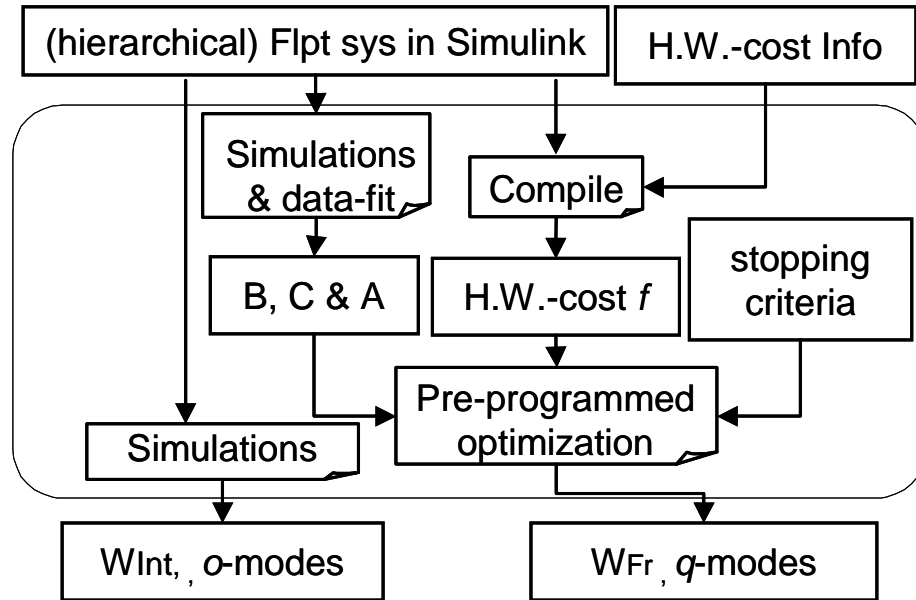 (hierarchical) Flpt sys in Simulink
H.W.-cost Info
Simulations
& data-fit
Compile
B, C & A
H.W.-cost f
stopping
criteria
Pre-programmed
optimization
Simulations
WInt, , o-modes
WFr , q-modes